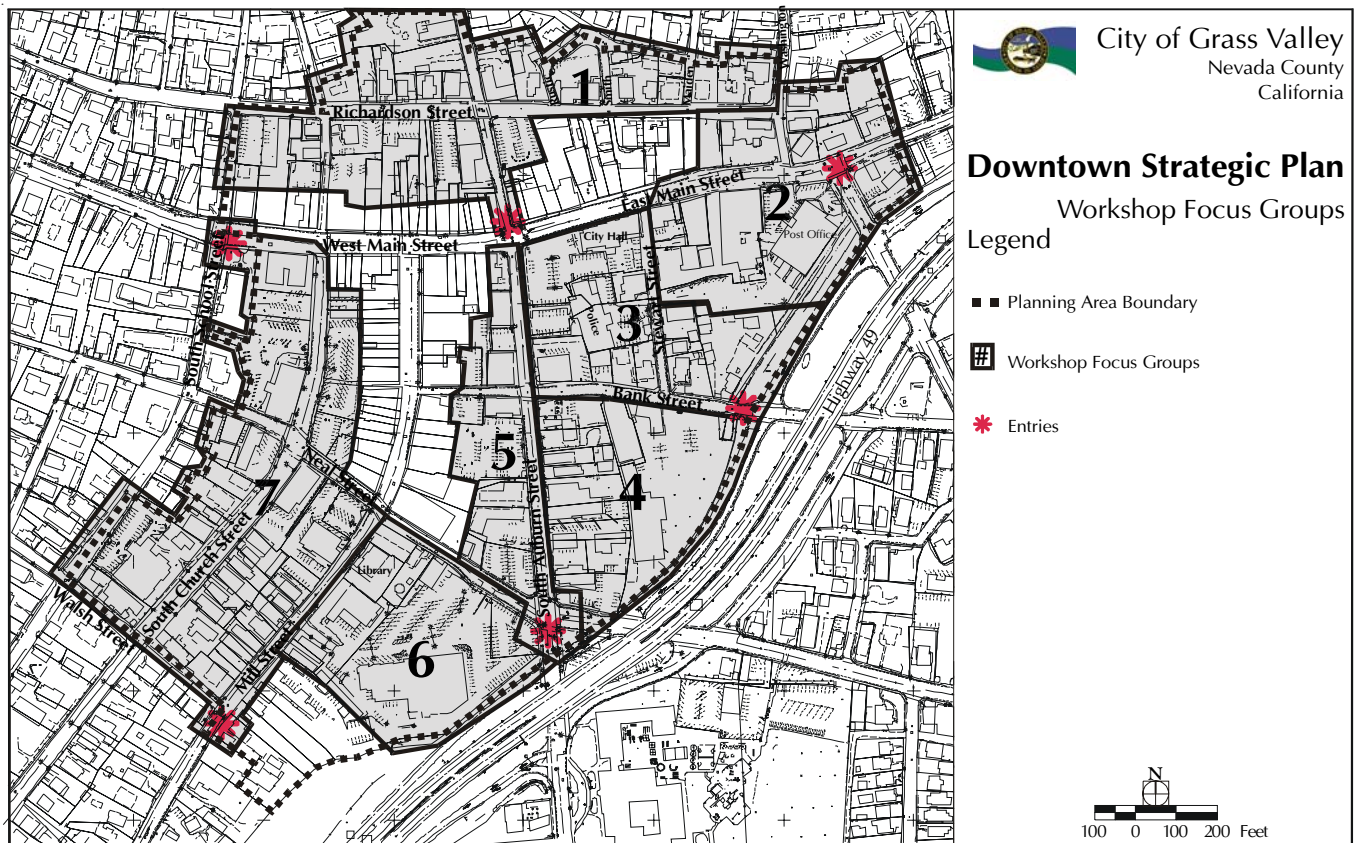 City of Grass Valley
Nevada County
California
Downtown Strategic Plan
Workshop Focus Groups
Legend
Planning Area Boundary
# Workshop Focus Groups
Entries
N
100 0 100 200 Feet
Washington
1
Richardson Street
East Main Street
2
Post Office
West Main Street
City Hall
South School Street
Stewart Street
3
Police
Highway 49
Bank Street
5
4
Neal Street
7
South Auburn Street
South Church Street
Library
Walsh Street
Mill Street
6